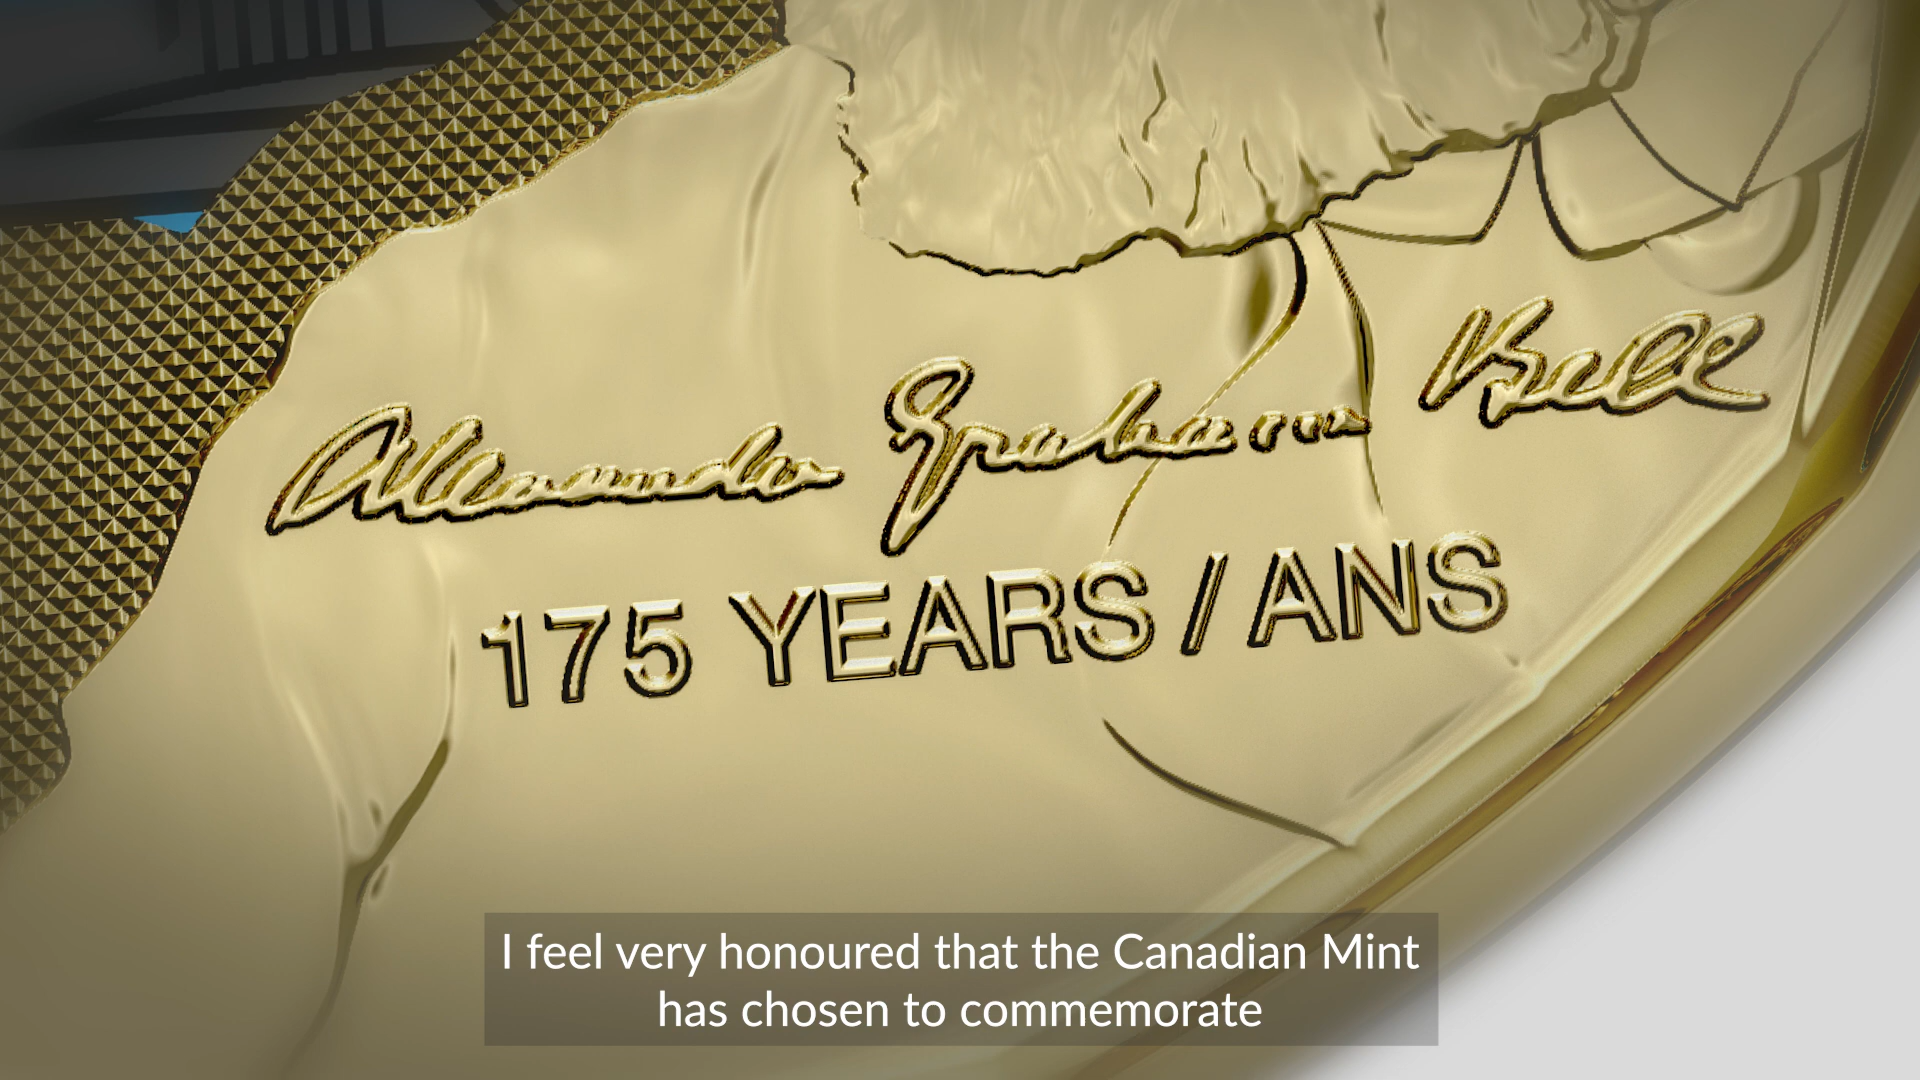 Alexander Graham Bell
175 YEARS / ANS
I feel very honoured that the Canadian Mint
has chosen to commemorate